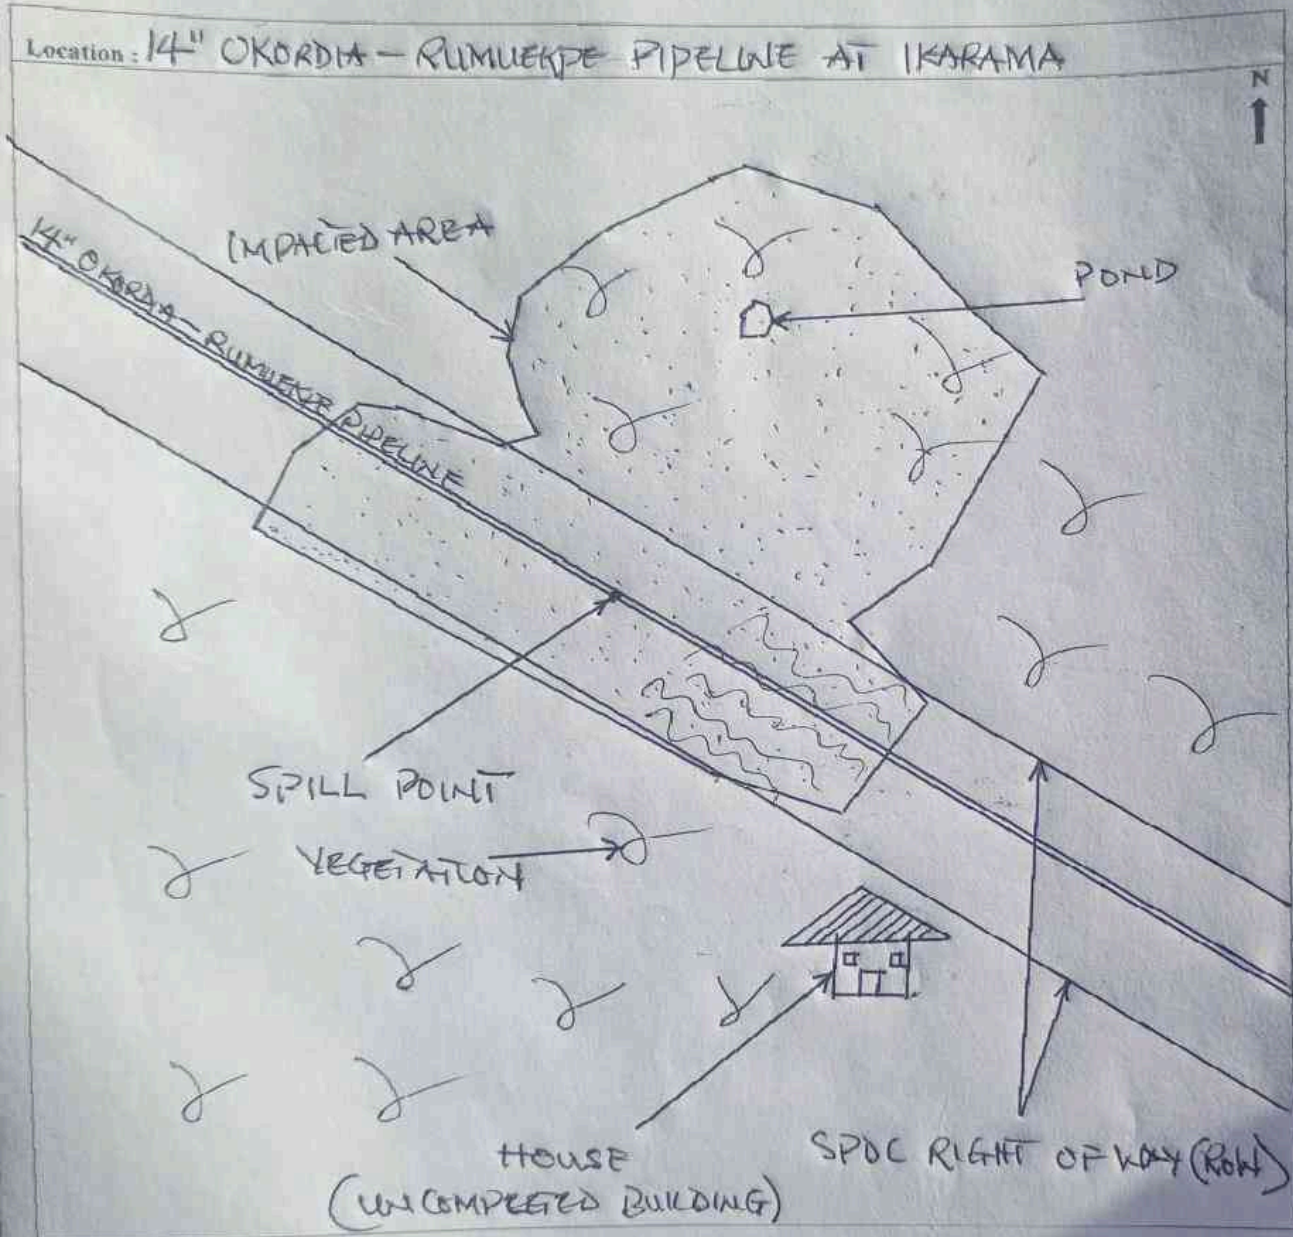 Location : 14" OKORDIA - RUMUEKPE PIPELINE AT IKARAMA
N
IMPACTED AREA
POND
14" OKORDIA - RUMUEKPE PIPELINE
SPILL POINT
VEGETATION
HOUSE
(UNCOMPLETED BUILDING)
SPDC RIGHT OF WAY (ROW)